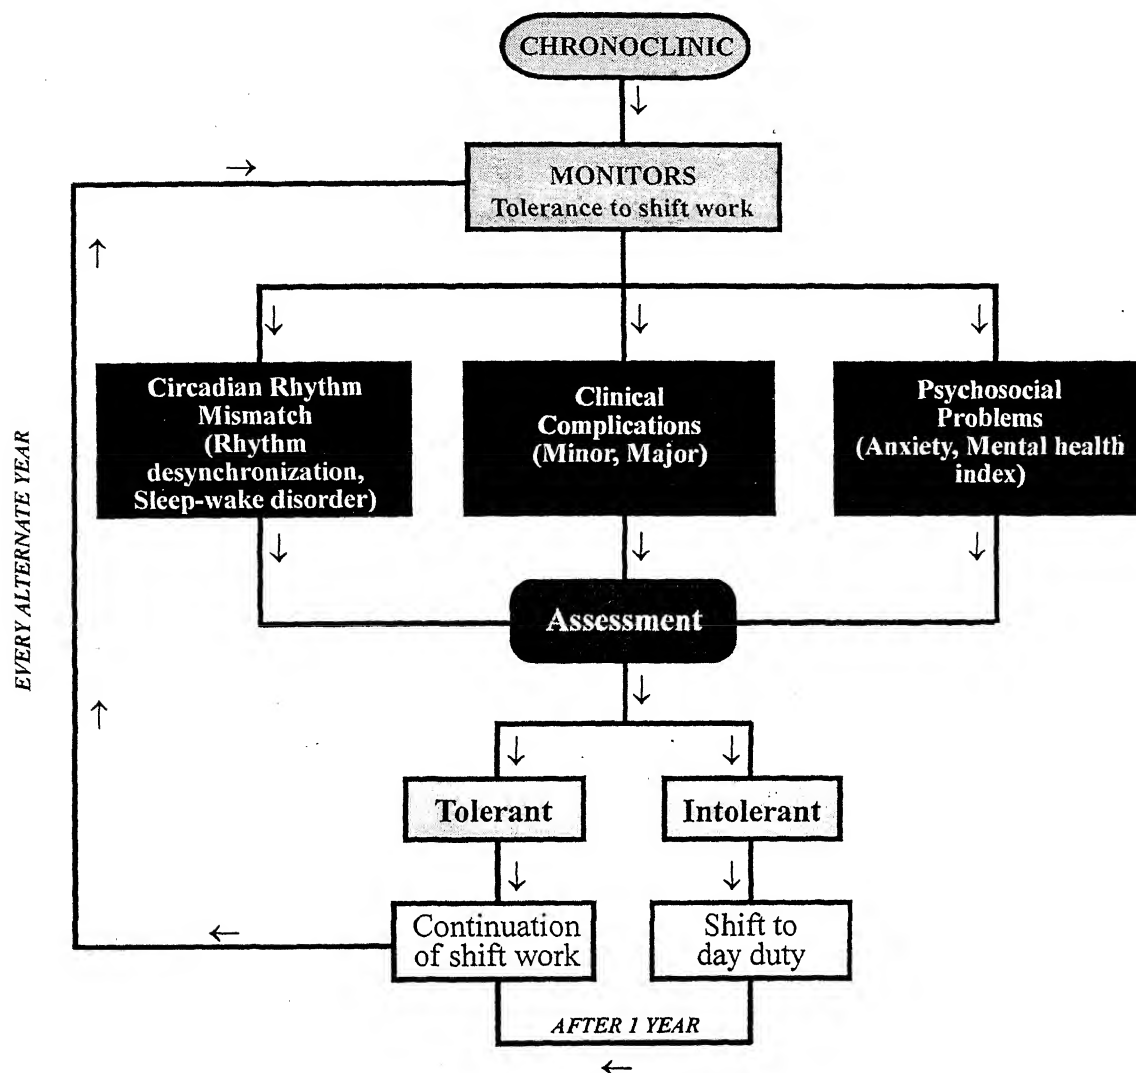 CHRONOCLINIC
MONITORS
Tolerance to shift work
Circadian Rhythm
Mismatch
(Rhythm
desynchronization,
Sleep-wake disorder)
Clinical
Complications
(Minor, Major)
Psychosocial
Problems
(Anxiety, Mental health
index)
EVERY ALTERNATE YEAR
Assessment
Tolerant
Intolerant
Continuation
of shift work
Shift to
day duty
AFTER 1 YEAR